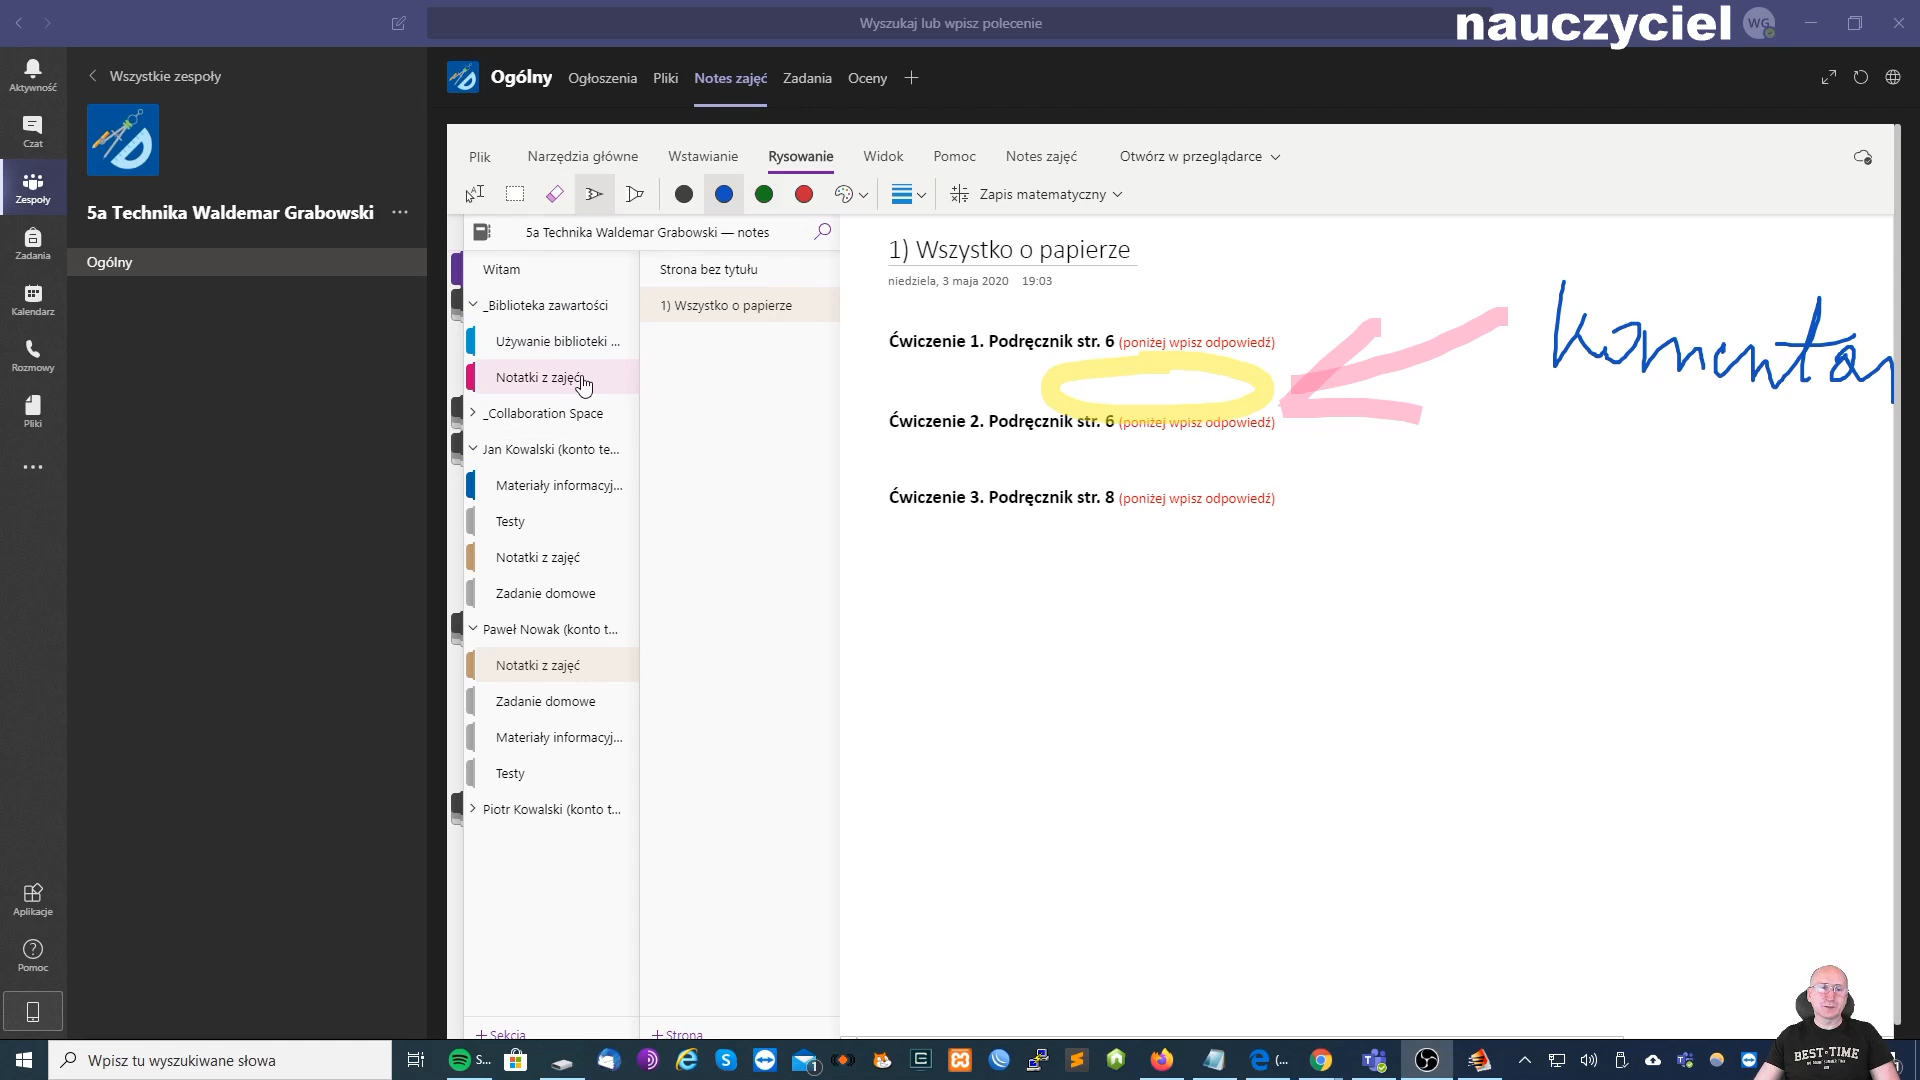 Wyszukaj lub wpisz polecenie
nauczyciel
WG
Aktywność
Czat
Zespoły
Zadania
Kalendarz
Rozmowy
Pliki
Aplikacje
Pomoc
Wszystkie zespoły
5a Technika Waldemar Grabowski
Ogólny
Ogólny Ogłoszenia Pliki Notes zajęć Zadania Oceny
Plik Narzędzia główne Wstawianie Rysowanie Widok Pomoc Notes zajęć Otwórz w przeglądarce
Zapis matematyczny
5a Technika Waldemar Grabowski — notes
Witam
_Biblioteka zawartości
Używanie biblioteki ...
Notatki z zajęć
_Collaboration Space
Jan Kowalski (konto te...
Materiały informacyj...
Testy
Notatki z zajęć
Zadanie domowe
Paweł Nowak (konto t...
Notatki z zajęć
Zadanie domowe
Materiały informacyj...
Testy
Piotr Kowalski (konto t...
+ Sekcja
Strona bez tytułu
1) Wszystko o papierze
+ Strona
1) Wszystko o papierze
niedziela, 3 maja 2020 19:03
Ćwiczenie 1. Podręcznik str. 6 (poniżej wpisz odpowiedź)
komentar
Ćwiczenie 2. Podręcznik str. 6 (poniżej wpisz odpowiedź)
Ćwiczenie 3. Podręcznik str. 8 (poniżej wpisz odpowiedź)
BEST-TIME
Wpisz tu wyszukiwane słowa
S...
(...